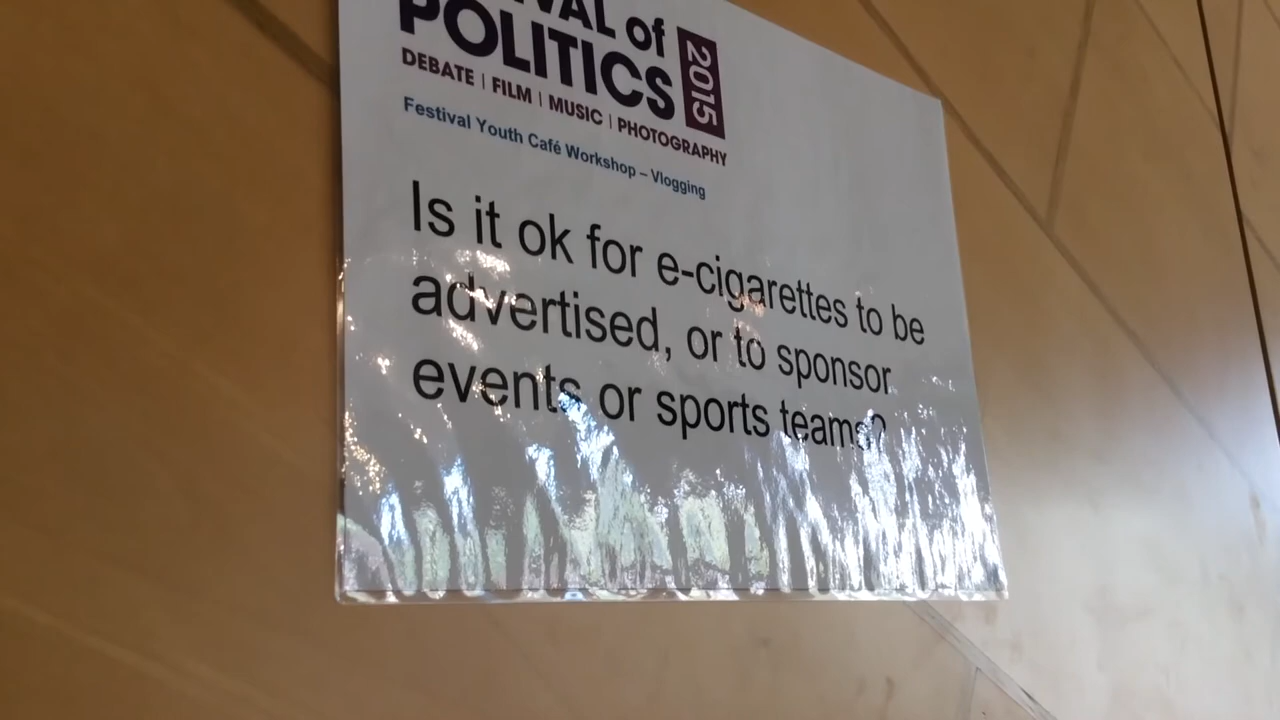 of
POLITICS
2015
DEBATE | FILM | MUSIC | PHOTOGRAPHY
Festival Youth Café Workshop – Vlogging
Is it ok for e-cigarettes to be
advertised, or to sponsor
events or sports teams?